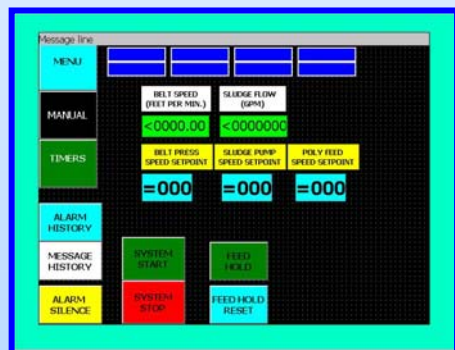 Message line
MENU
MANUAL
TIMERS
ALARM
HISTORY
MESSAGE
HISTORY
ALARM
SILENCE
BELT SPEED
(FEET PER MIN.)
SLUDGE FLOW
(GPM)
<0000.00
<0000000
BELT PRESS
SPEED SETPOINT
SLUDGE PUMP
SPEED SETPOINT
POLY FEED
SPEED SETPOINT
=000
=000
=000
SYSTEM
START
FEED
HOLD
SYSTEM
STOP
FEED HOLD
RESET